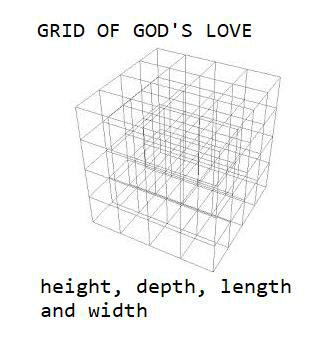 GRID OF GOD'S LOVE
height, depth, length
and width